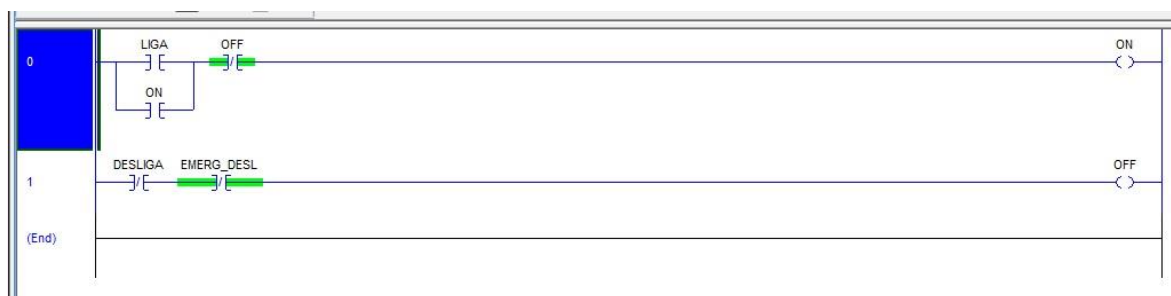 LIGA OFF ON
0
ON
DESLIGA EMERG_DESL OFF
1
(End)